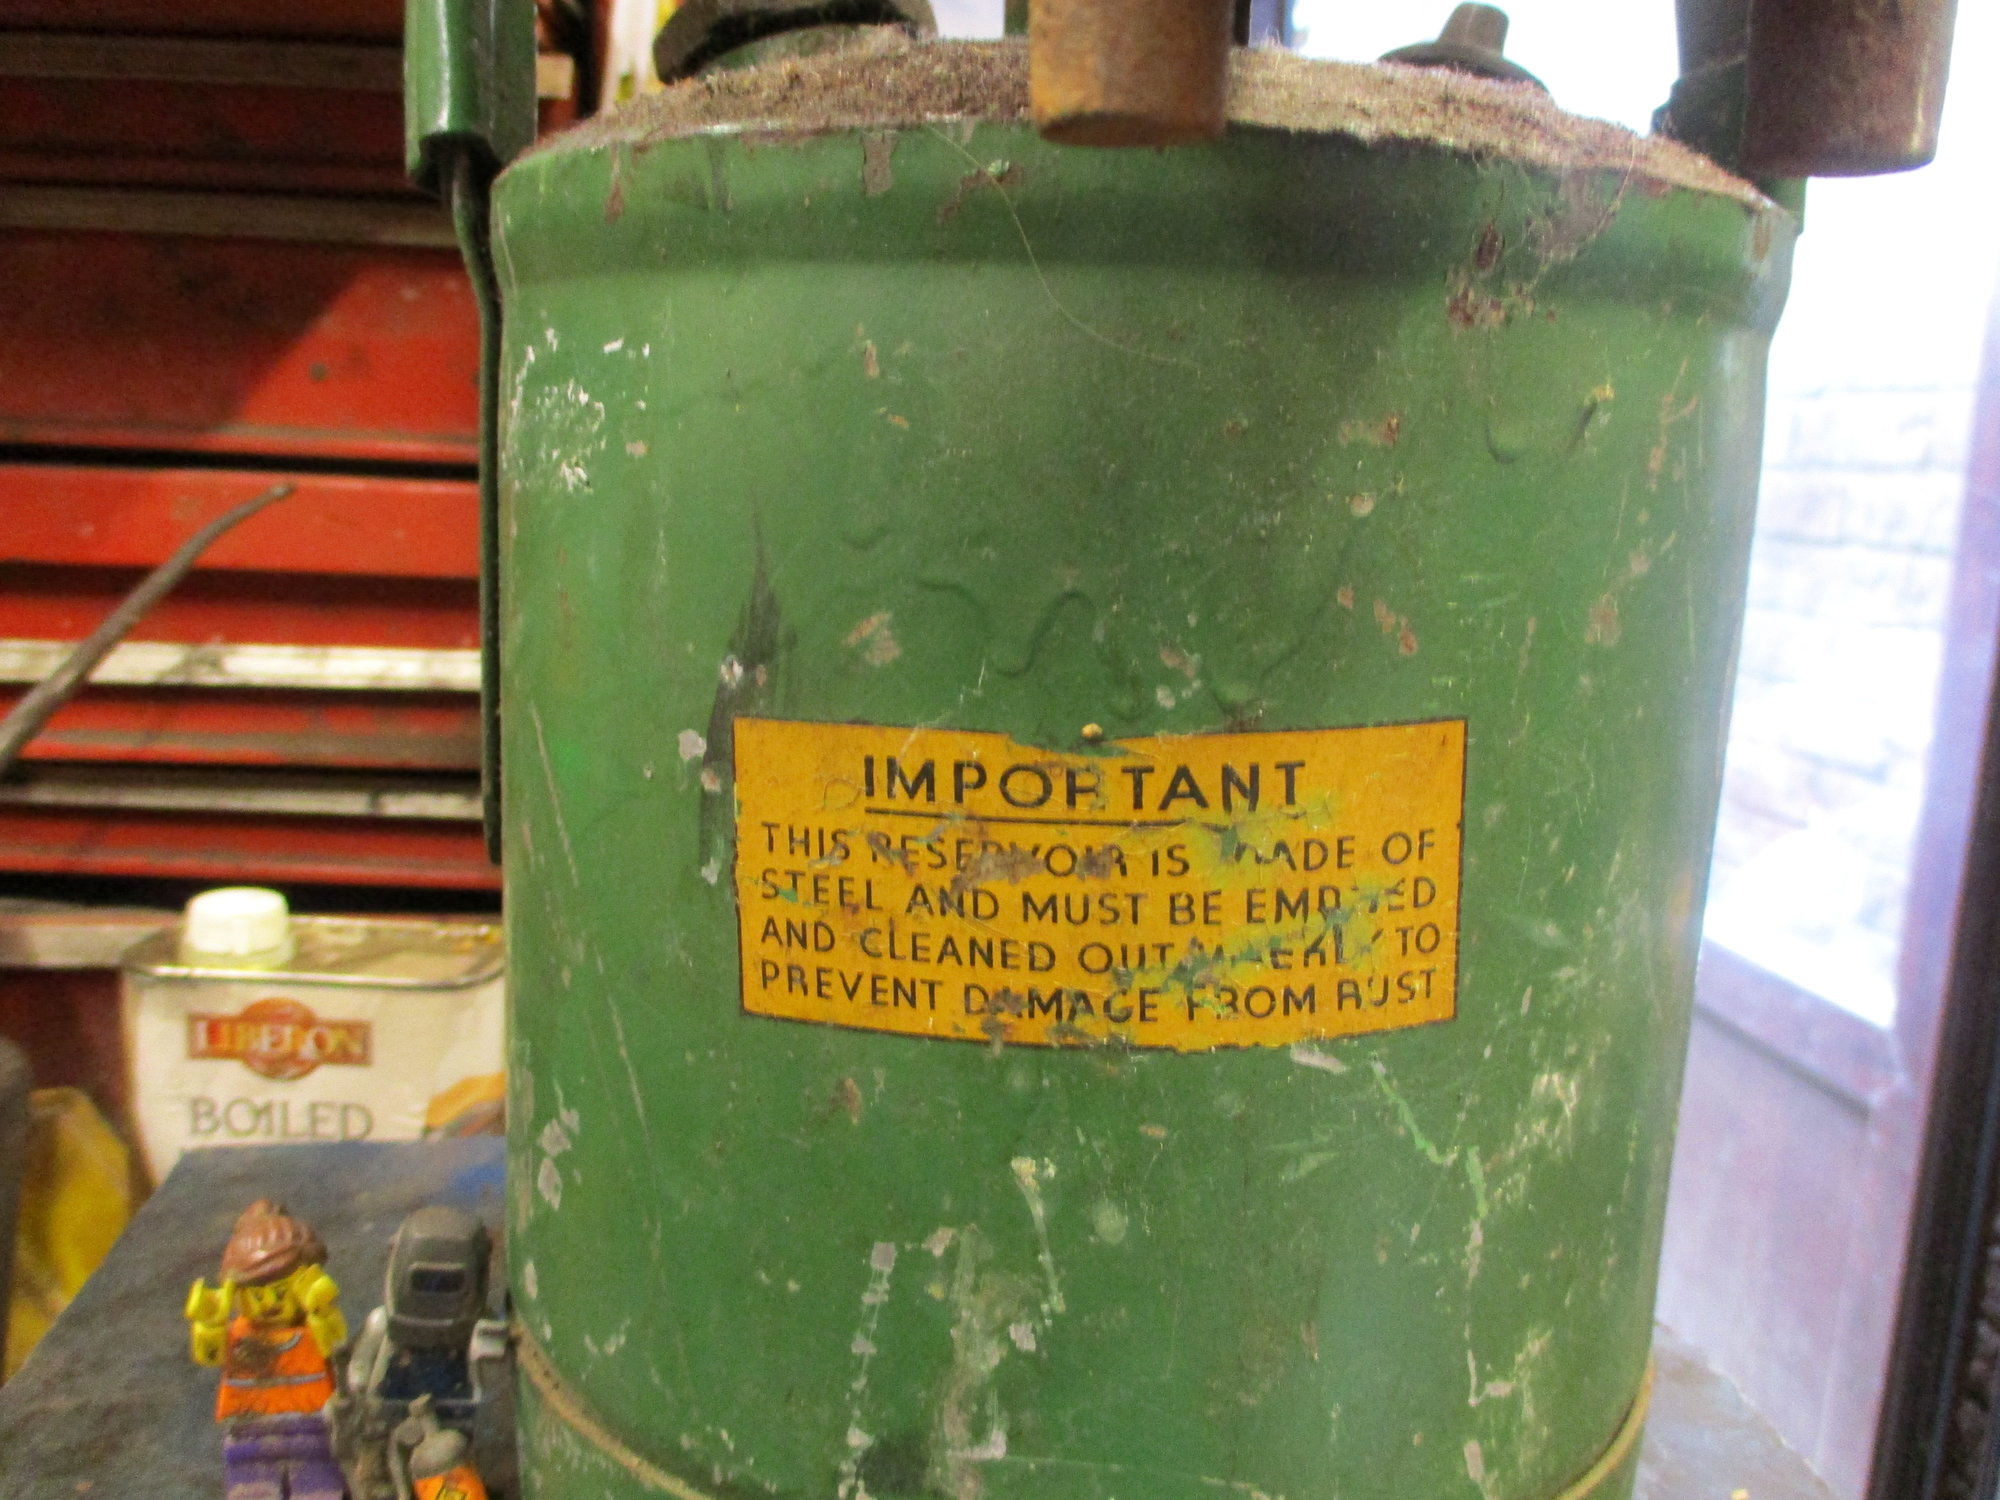 IMPORTANT
THIS RESERVOIR IS MADE OF
STEEL AND MUST BE EMPTIED
AND CLEANED OUT WEEKLY TO
PREVENT DAMAGE FROM RUST
LIBERON
BOILED